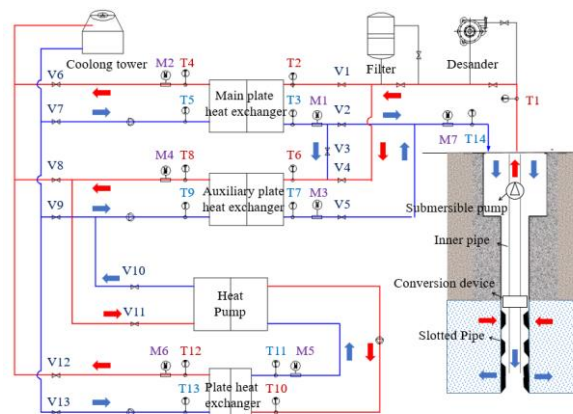 Coolong tower
V6
M2
T4
T2
V1
Filter
Desander
V7
T5
Main plate
heat exchanger
T3
M1
V2
T1
M7
T14
V3
V8
M4
T8
T6
V4
V9
T9
Auxiliary plate
heat exchanger
T7
M3
V5
Submersible pump
Inner pipe
V10
V11
Heat
Pump
Conversion device
Slotted Pipe
V12
M6
T12
T11
M5
V13
T13
Plate heat
exchanger
T10